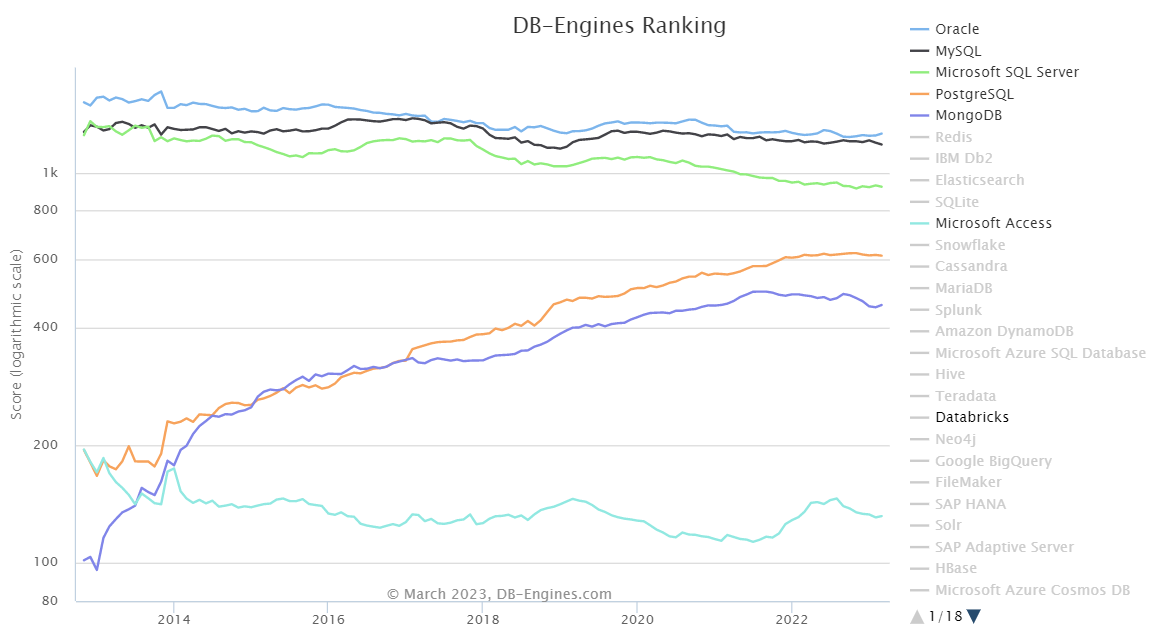 DB-Engines Ranking
Score (logarithmic scale)
1k
800
600
400
200
100
80
2014
2016
2018
2020
2022
© March 2023, DB-Engines.com
Oracle
MySQL
Microsoft SQL Server
PostgreSQL
MongoDB
Redis
IBM Db2
Elasticsearch
SQLite
Microsoft Access
Snowflake
Cassandra
MariaDB
Splunk
Amazon DynamoDB
Microsoft Azure SQL Database
Hive
Teradata
Databricks
Neo4j
Google BigQuery
FileMaker
SAP HANA
Solr
SAP Adaptive Server
HBase
Microsoft Azure Cosmos DB
1/18